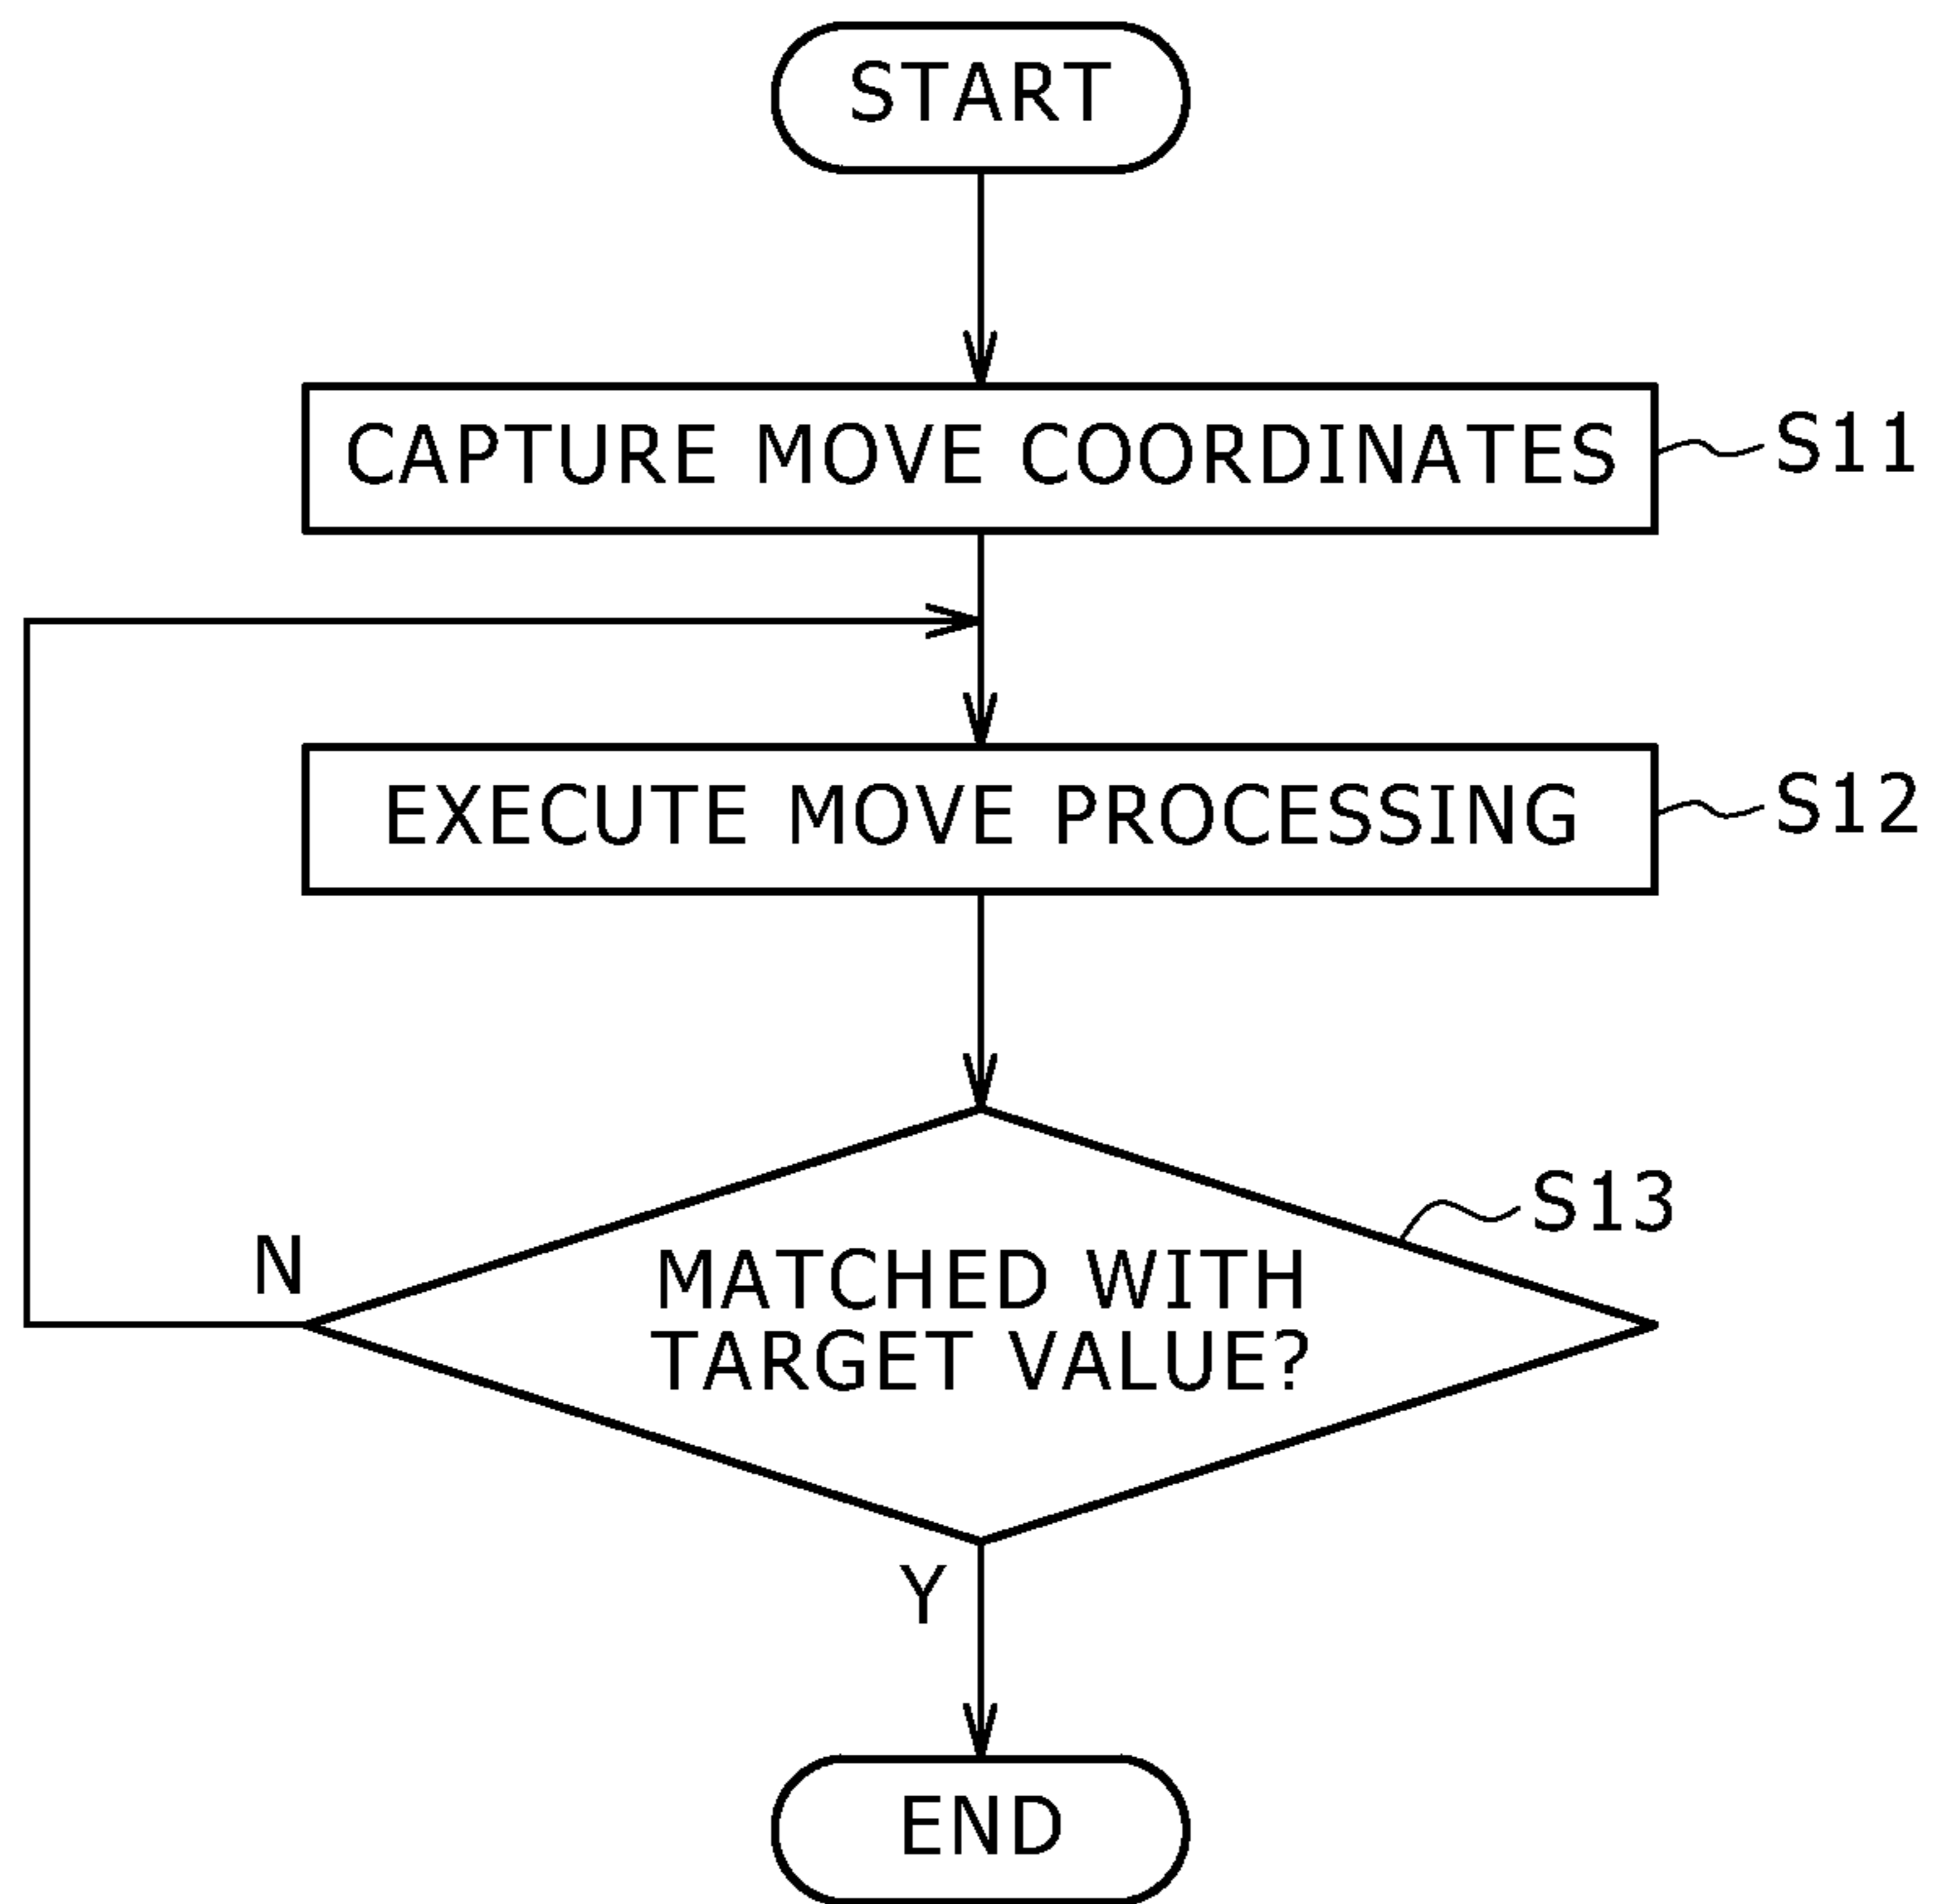 START
CAPTURE MOVE COORDINATES
S11
EXECUTE MOVE PROCESSING
S12
S13
N
MATCHED WITH
TARGET VALUE?
Y
END